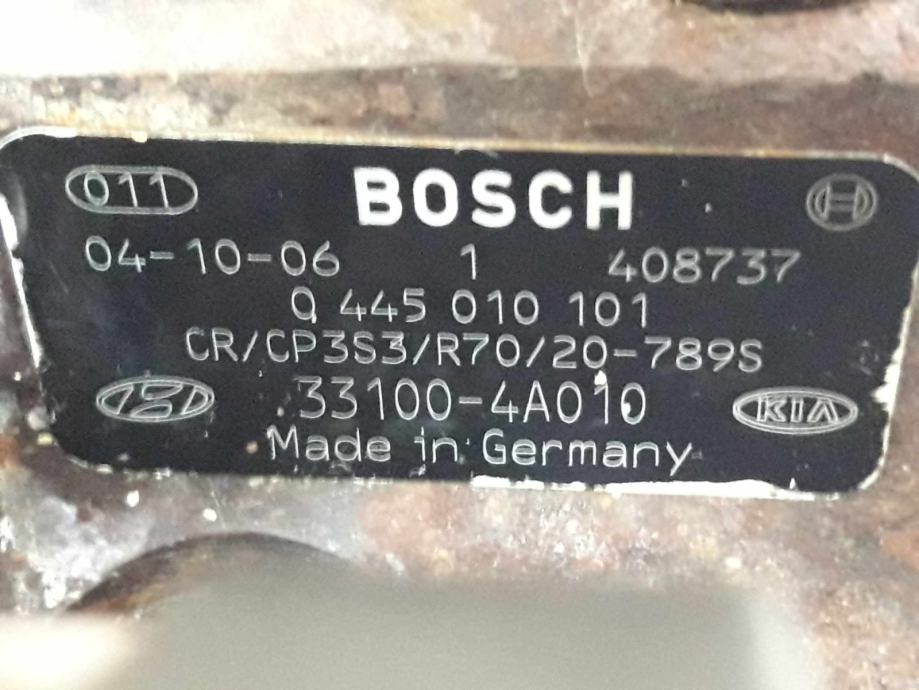 011 BOSCH
04-10-06 1 408737
0 445 010 101
CR/CP3S3/R70/20-789S
33100-4A010 KIA
Made in Germany